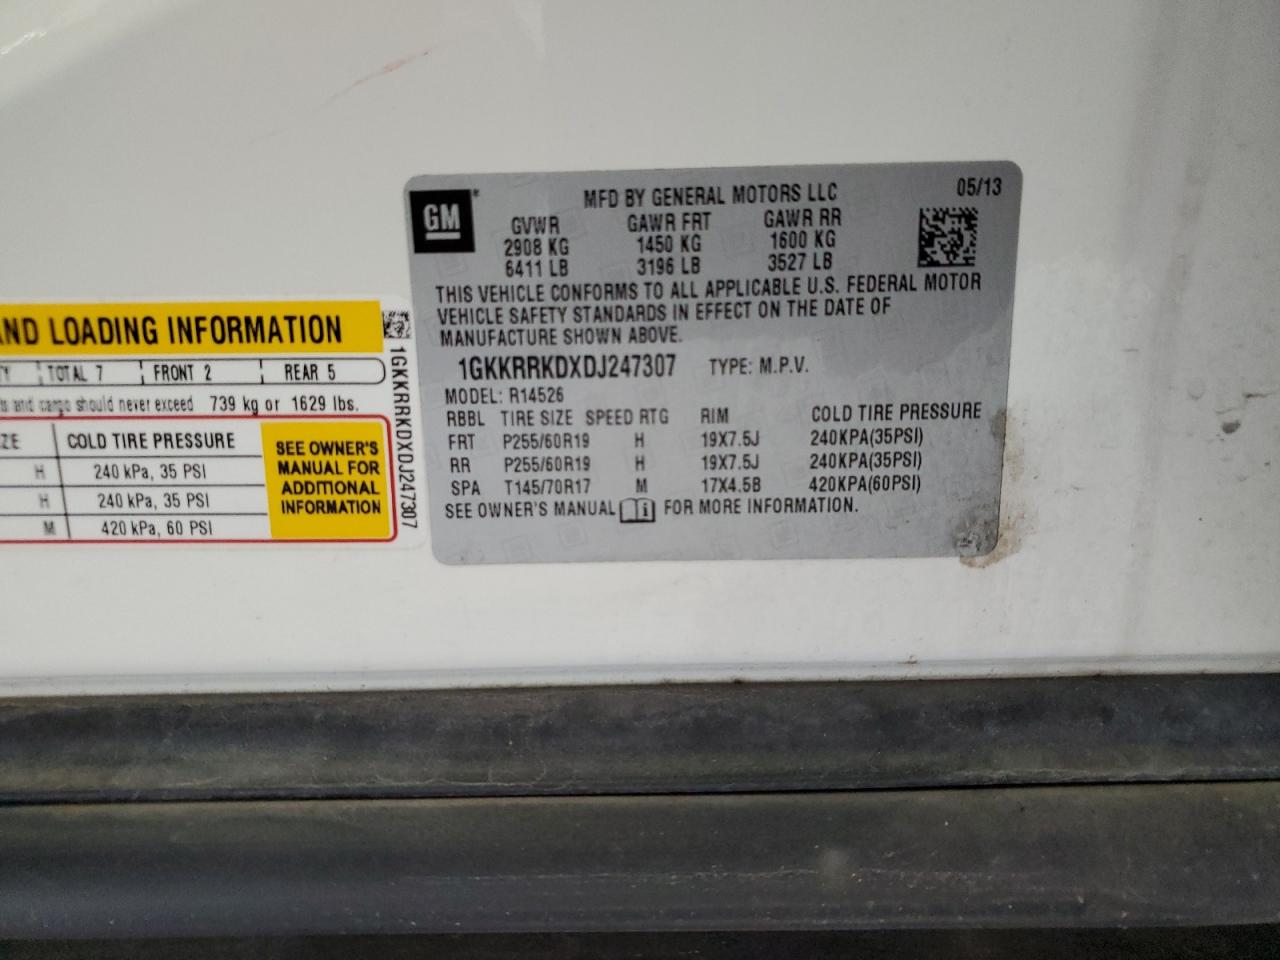 GM
MFD BY GENERAL MOTORS LLC 05/13
GVWR GAWR FRT GAWR RR
2908 KG 1450 KG 1600 KG
6411 LB 3196 LB 3527 LB
THIS VEHICLE CONFORMS TO ALL APPLICABLE U.S. FEDERAL MOTOR
VEHICLE SAFETY STANDARDS IN EFFECT ON THE DATE OF
MANUFACTURE SHOWN ABOVE.
1GKKRRKDXDJ247307 TYPE: M.P.V.
MODEL: R14526
RBBL TIRE SIZE SPEED RTG RIM COLD TIRE PRESSURE
FRT P255/60R19 H 19X7.5J 240KPA(35PSI)
RR P255/60R19 H 19X7.5J 240KPA(35PSI)
SPA T145/70R17 M 17X4.5B 420KPA(60PSI)
SEE OWNER'S MANUAL i FOR MORE INFORMATION.
AND LOADING INFORMATION
TOTAL 7 FRONT 2 REAR 5
and cargo should never exceed 739 kg or 1629 lbs.
COLD TIRE PRESSURE
H 240 kPa, 35 PSI
H 240 kPa, 35 PSI
M 420 kPa, 60 PSI
SEE OWNER'S
MANUAL FOR
ADDITIONAL
INFORMATION
1GKKRRKDXDJ247307